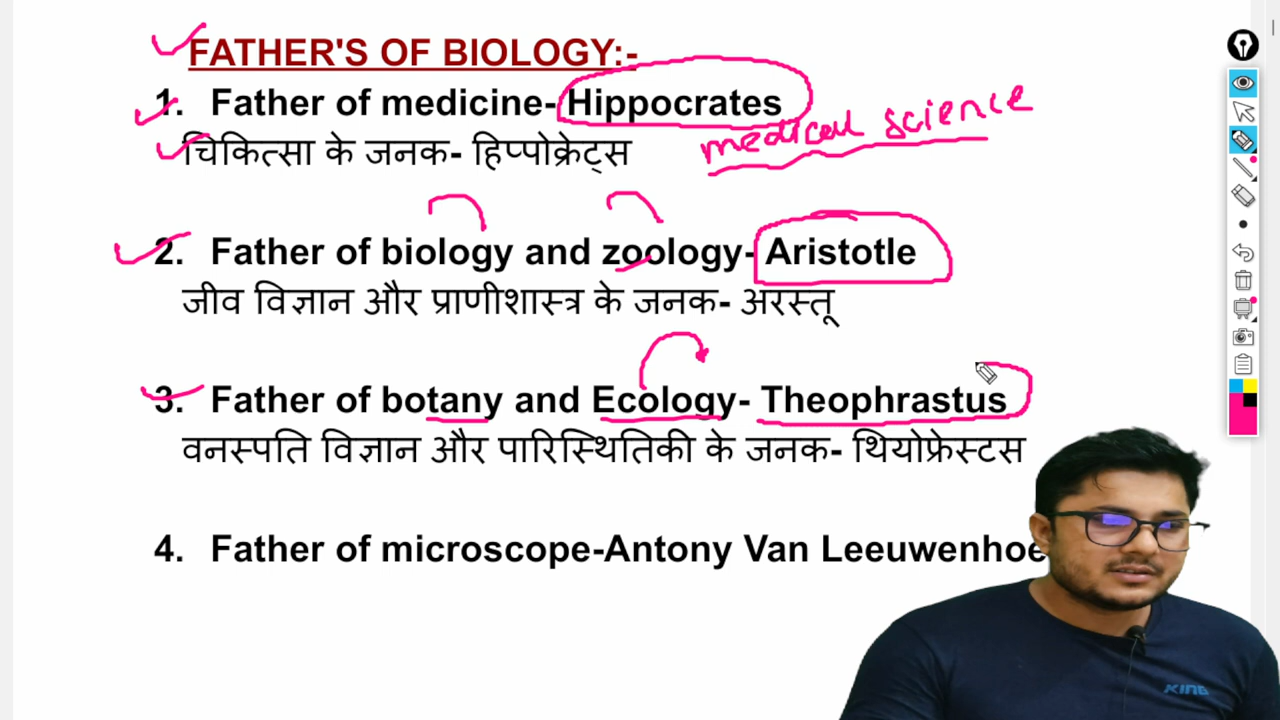 FATHER'S OF BIOLOGY:-
1. Father of medicine- Hippocrates
medical science
चिकित्सा के जनक- हिप्पोक्रेट्स
2. Father of biology and zoology- Aristotle
जीव विज्ञान और प्राणीशास्त्र के जनक- अरस्तू
3. Father of botany and Ecology- Theophrastus
वनस्पति विज्ञान और पारिस्थितिकी के जनक- थियोफ्रेस्टस
4. Father of microscope-Antony Van Leeuwenhoe
KING